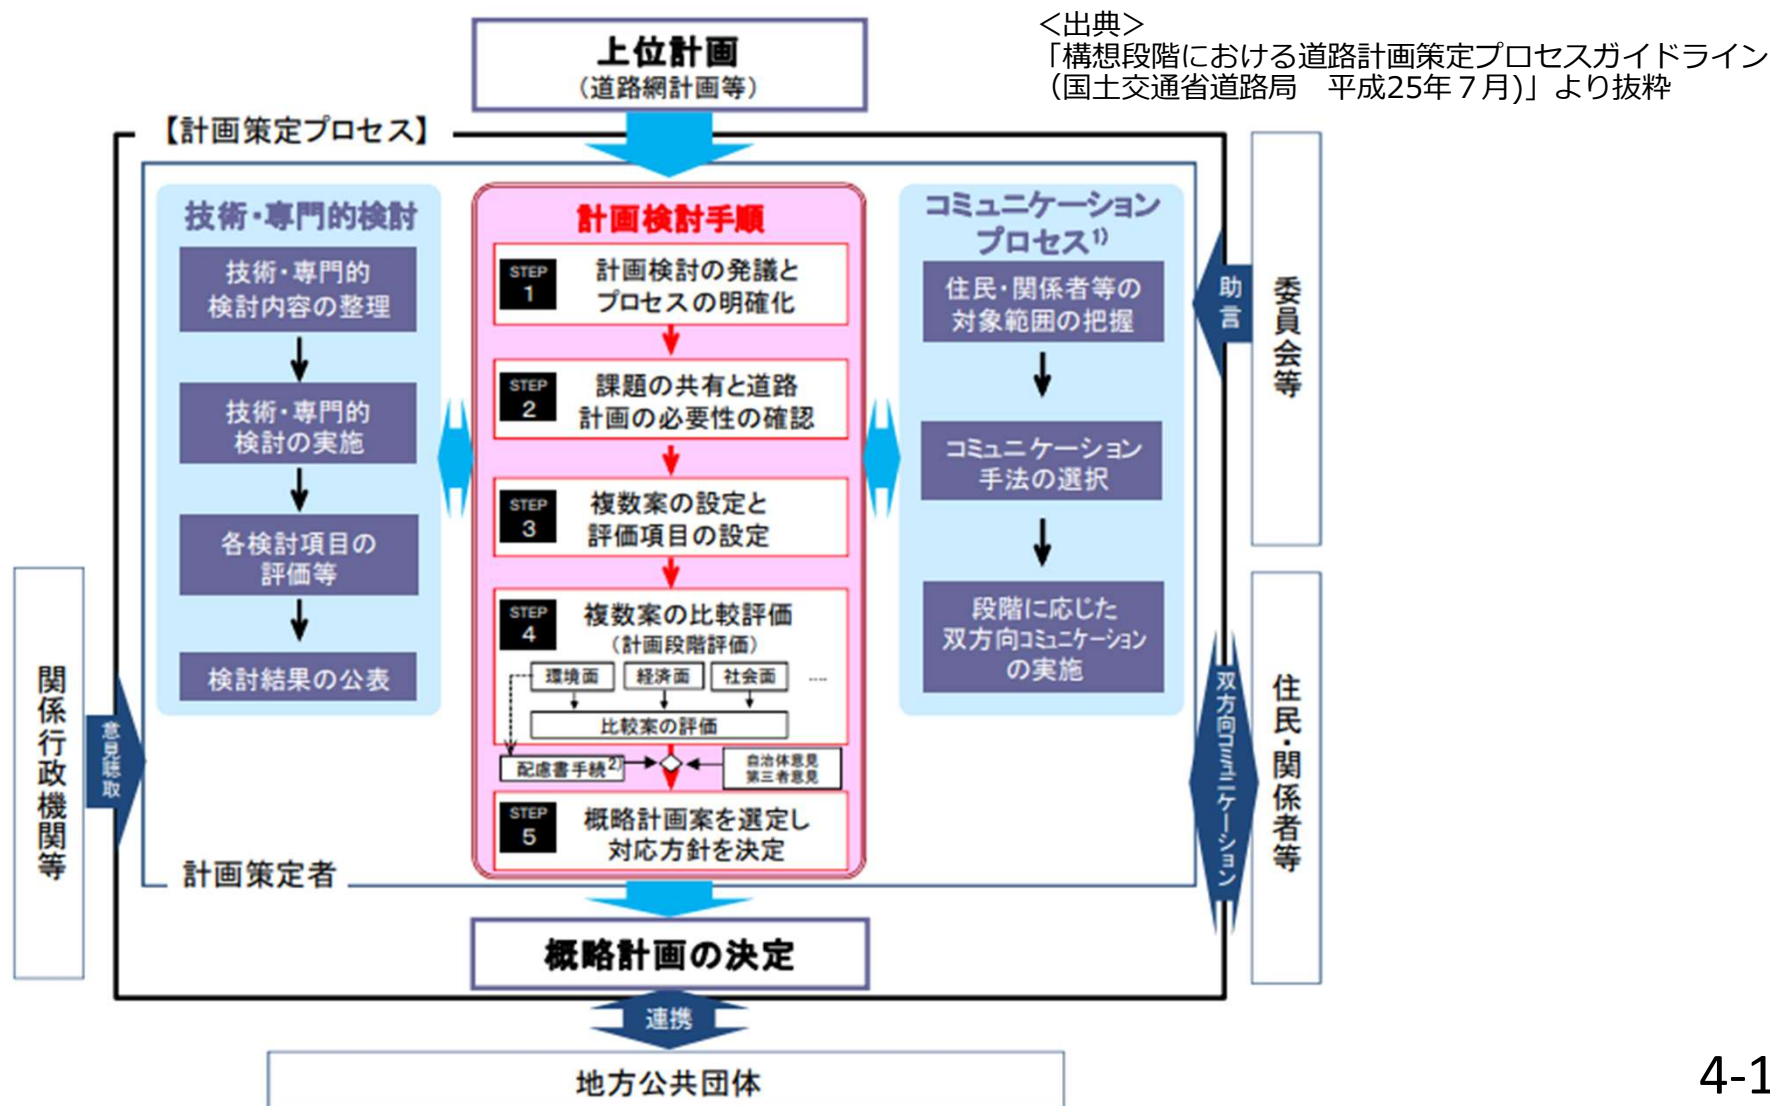 ＜出典＞
「構想段階における道路計画策定プロセスガイドライン
（国土交通省道路局　平成25年７月)」より抜粋
上位計画
（道路網計画等）
【計画策定プロセス】
技術・専門的検討
技術・専門的
検討内容の整理
技術・専門的
検討の実施
各検討項目の
評価等
検討結果の公表
計画検討手順
STEP
1
計画検討の発議と
プロセスの明確化
STEP
2
課題の共有と道路
計画の必要性の確認
STEP
3
複数案の設定と
評価項目の設定
STEP
4
複数案の比較評価
（計画段階評価）
環境面
経済面
社会面
….
比較案の評価
配慮書手続2)
自治体意見
第三者意見
STEP
5
概略計画案を選定し
対応方針を決定
コミュニケーション
プロセス1)
住民・関係者等の
対象範囲の把握
コミュニケーション
手法の選択
段階に応じた
双方向コミュニケーション
の実施
助言
委員会等
関係行政機関等
意見聴取
双方向コミュニケーション
住民・関係者等
計画策定者
概略計画の決定
連携
地方公共団体
4-1